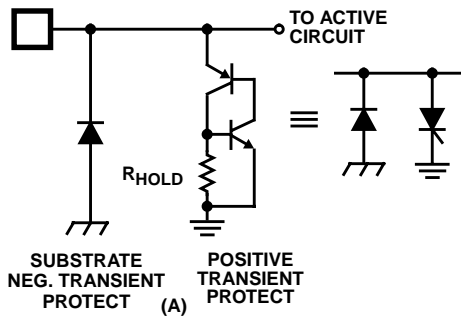 TO ACTIVE
CIRCUIT
RHOLD
SUBSTRATE
NEG. TRANSIENT
PROTECT
(A)
POSITIVE
TRANSIENT
PROTECT